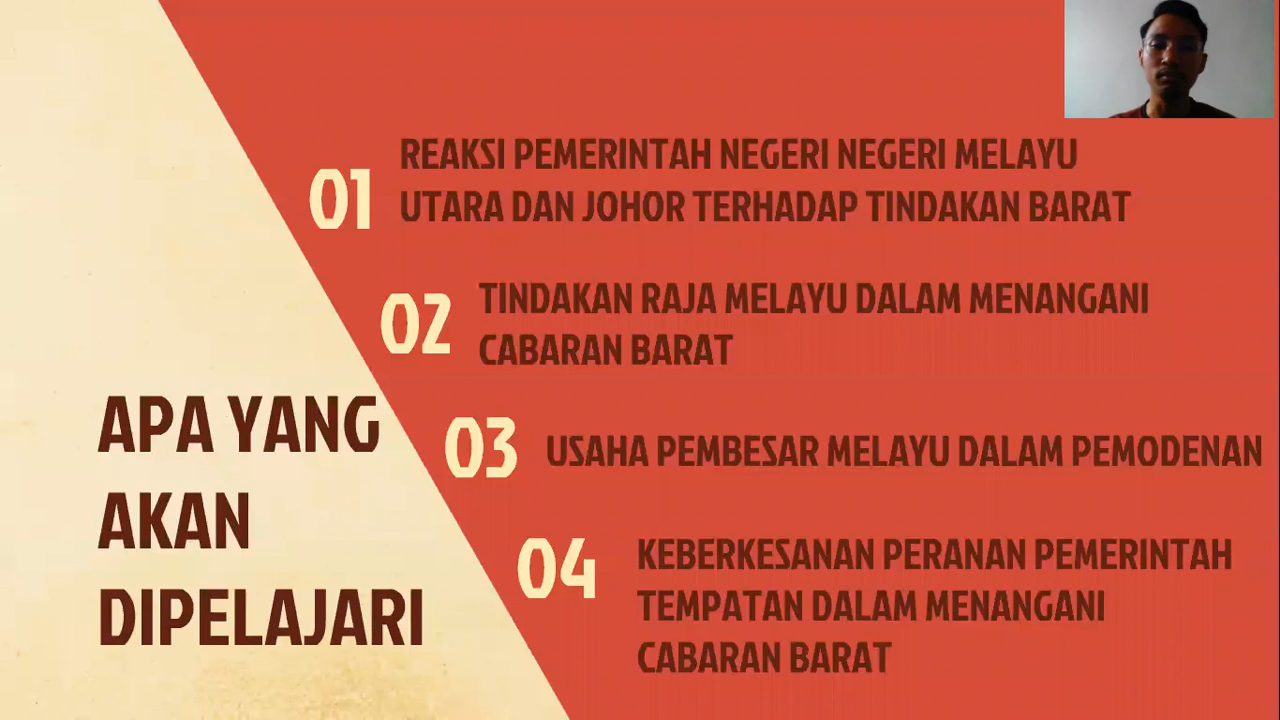 APA YANG
AKAN
DIPELAJARI
01
REAKSI PEMERINTAH NEGERI NEGERI MELAYU
UTARA DAN JOHOR TERHADAP TINDAKAN BARAT
02
TINDAKAN RAJA MELAYU DALAM MENANGANI
CABARAN BARAT
03
USAHA PEMBESAR MELAYU DALAM PEMODENAN
04
KEBERKESANAN PERANAN PEMERINTAH
TEMPATAN DALAM MENANGANI
CABARAN BARAT